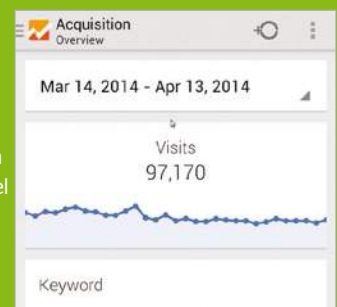 Acquisition
Overview
Mar 14, 2014 - Apr 13, 2014
Visits
97,170
Keyword